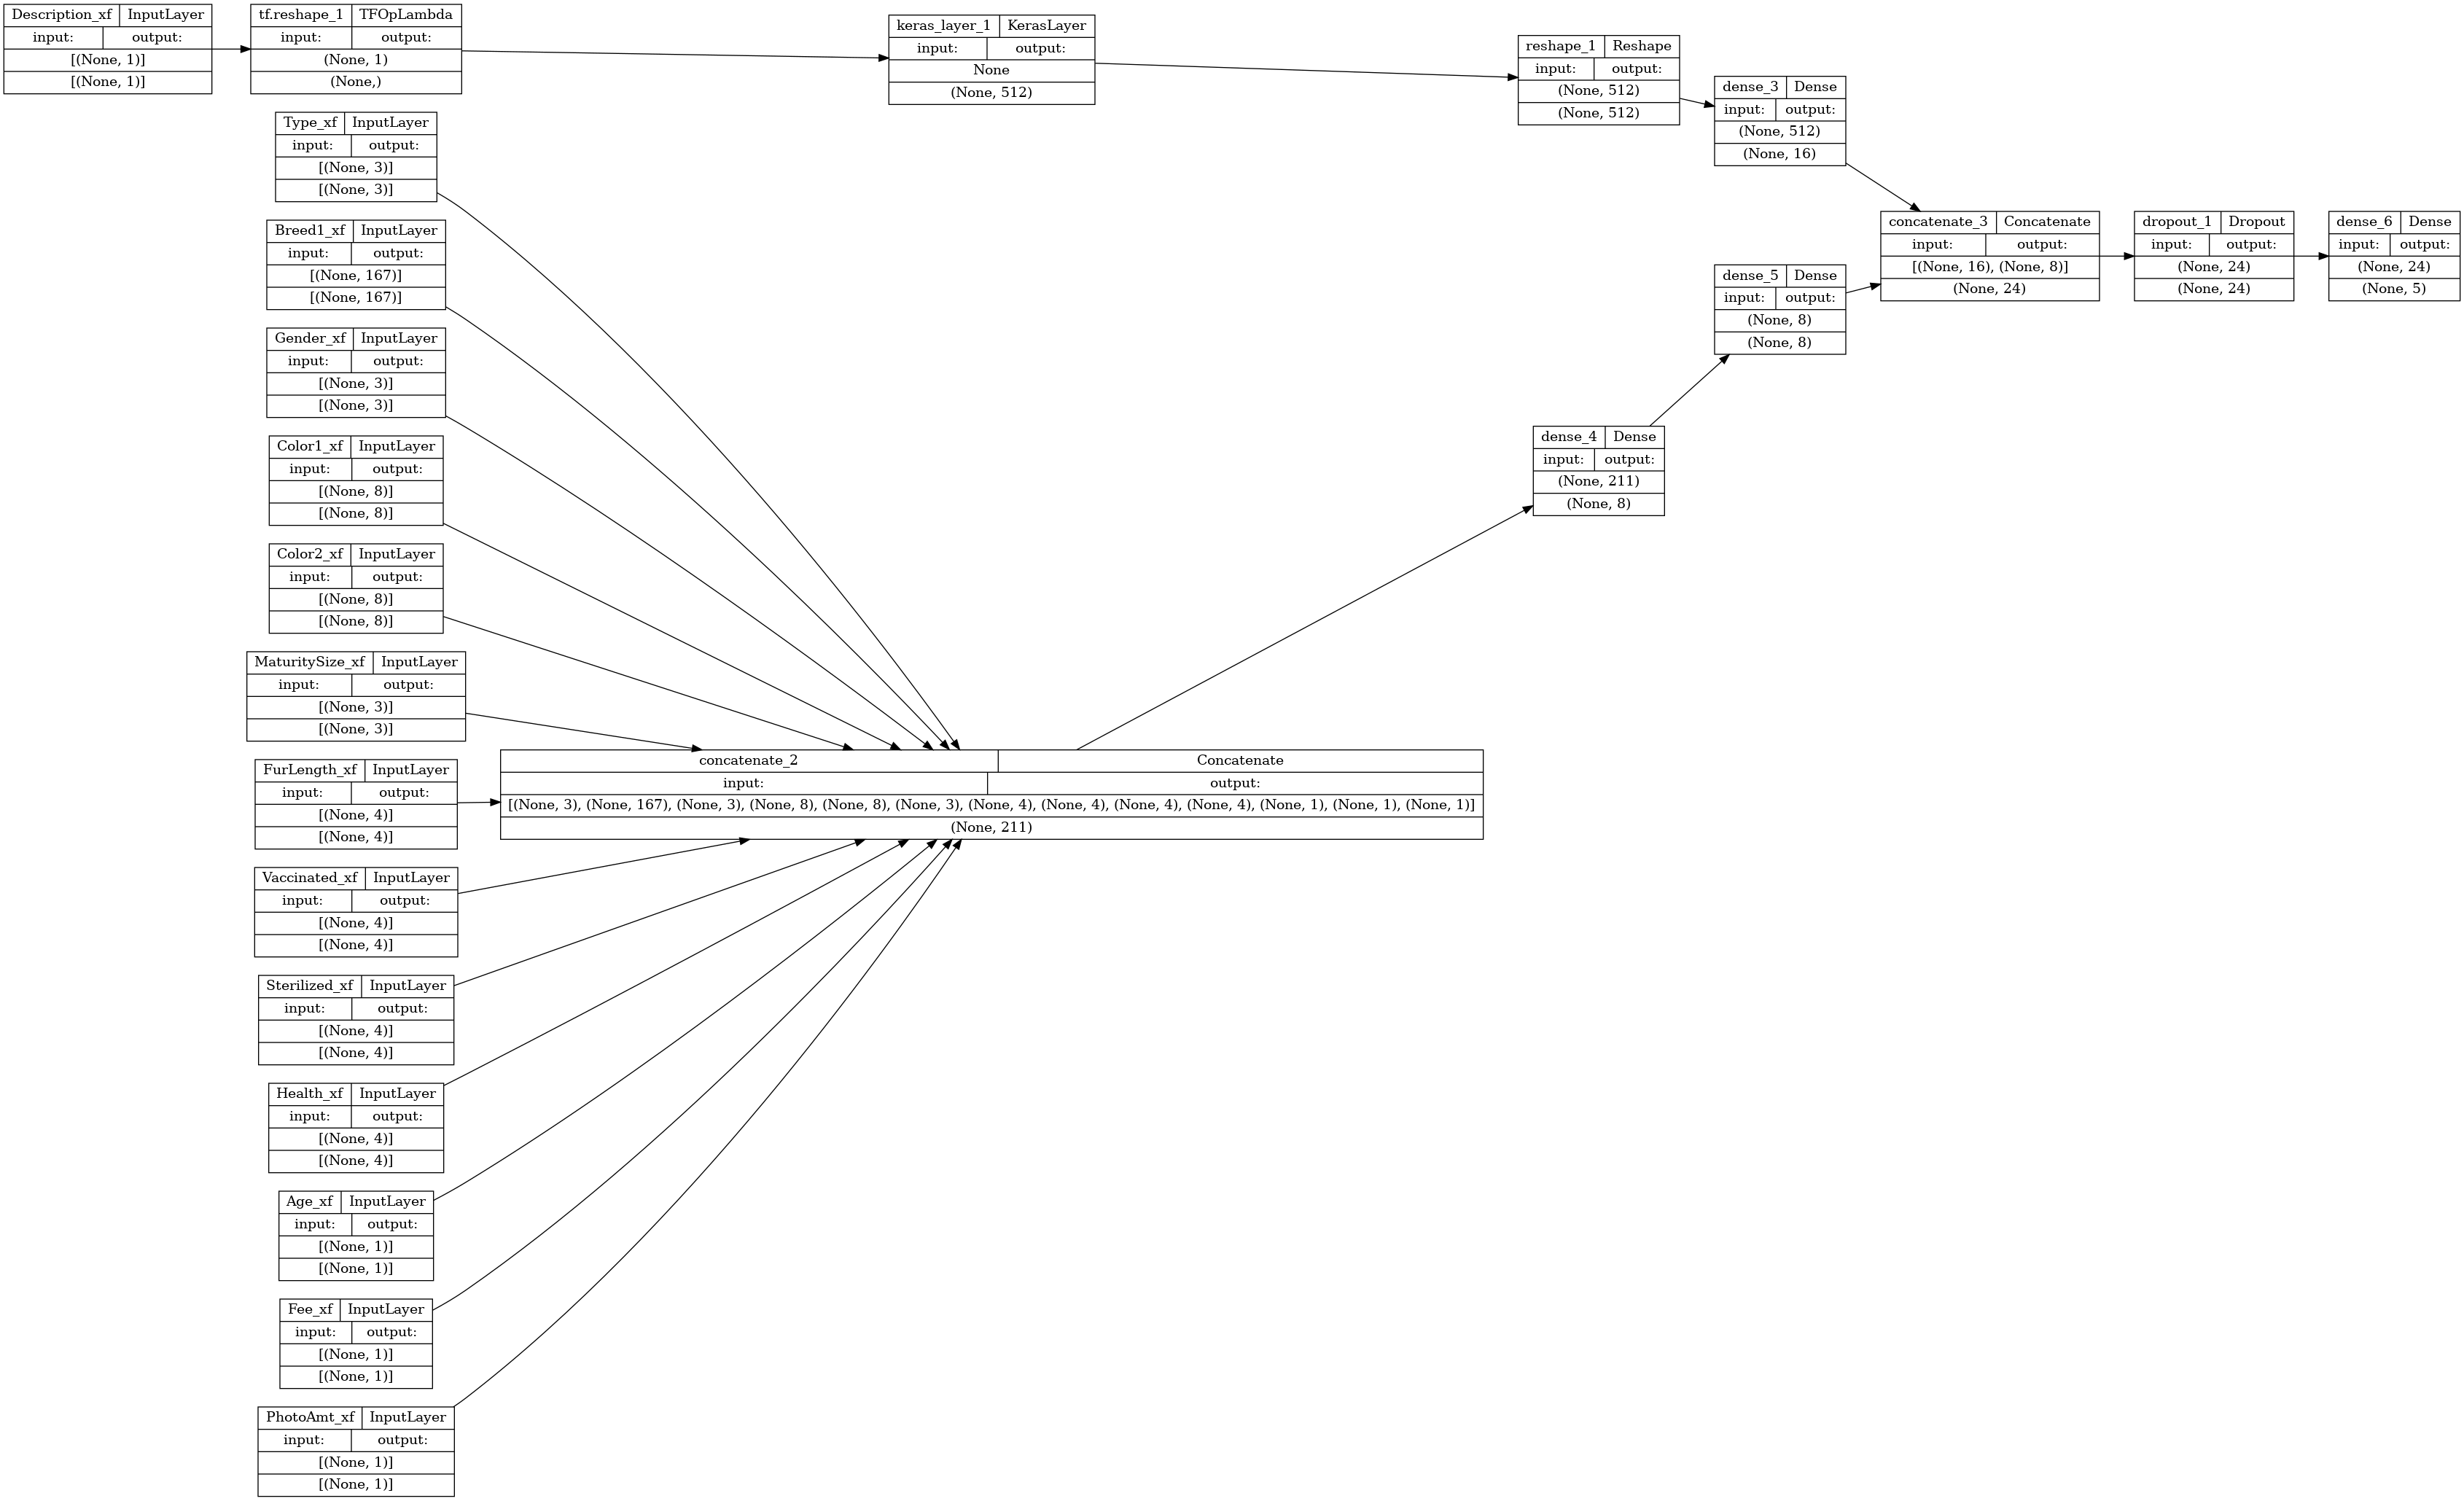 Description_xf InputLayer
input: output:
[(None, 1)]
[(None, 1)]
tf.reshape_1 TFOpLambda
input: output:
(None, 1)
(None,)
keras_layer_1 KerasLayer
input: output:
None
(None, 512)
reshape_1 Reshape
input: output:
(None, 512)
(None, 512)
dense_3 Dense
input: output:
(None, 512)
(None, 16)
Type_xf InputLayer
input: output:
[(None, 3)]
[(None, 3)]
Breed1_xf InputLayer
input: output:
[(None, 167)]
[(None, 167)]
Gender_xf InputLayer
input: output:
[(None, 3)]
[(None, 3)]
Color1_xf InputLayer
input: output:
[(None, 8)]
[(None, 8)]
Color2_xf InputLayer
input: output:
[(None, 8)]
[(None, 8)]
MaturitySize_xf InputLayer
input: output:
[(None, 3)]
[(None, 3)]
FurLength_xf InputLayer
input: output:
[(None, 4)]
[(None, 4)]
Vaccinated_xf InputLayer
input: output:
[(None, 4)]
[(None, 4)]
Sterilized_xf InputLayer
input: output:
[(None, 4)]
[(None, 4)]
Health_xf InputLayer
input: output:
[(None, 4)]
[(None, 4)]
Age_xf InputLayer
input: output:
[(None, 1)]
[(None, 1)]
Fee_xf InputLayer
input: output:
[(None, 1)]
[(None, 1)]
PhotoAmt_xf InputLayer
input: output:
[(None, 1)]
[(None, 1)]
concatenate_2 Concatenate
input: output:
[(None, 3), (None, 167), (None, 3), (None, 8), (None, 8), (None, 3), (None, 4), (None, 4), (None, 4), (None, 4), (None, 1), (None, 1), (None, 1)]
(None, 211)
dense_4 Dense
input: output:
(None, 211)
(None, 8)
dense_5 Dense
input: output:
(None, 8)
(None, 8)
concatenate_3 Concatenate
input: output:
[(None, 16), (None, 8)]
(None, 24)
dropout_1 Dropout
input: output:
(None, 24)
(None, 24)
dense_6 Dense
input: output:
(None, 24)
(None, 5)